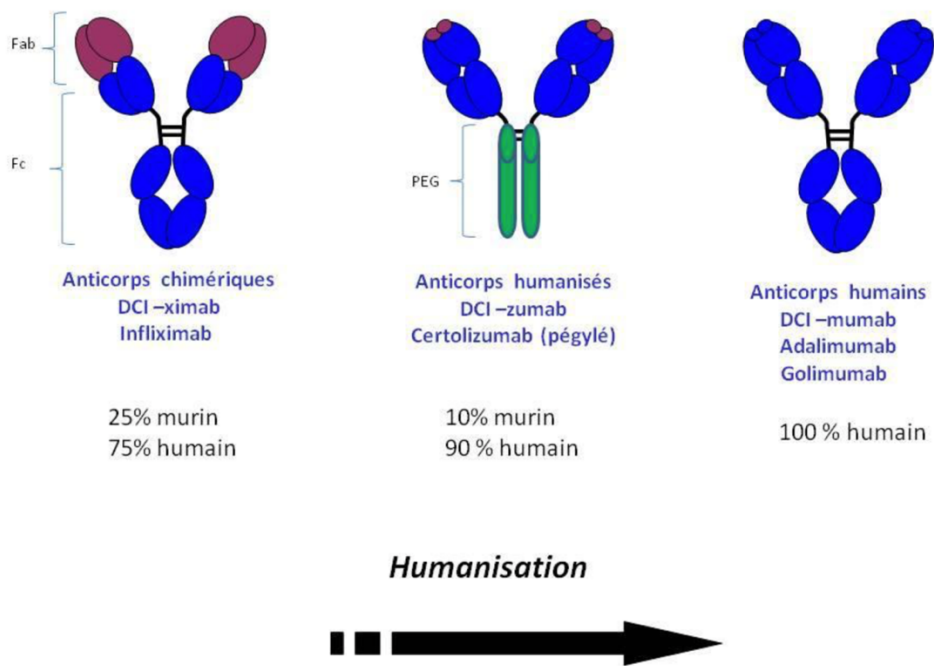 Fab
Fc
PEG
Anticorps chimériques
DCI –ximab
Infliximab
Anticorps humanisés
DCI –zumab
Certolizumab (pégylé)
Anticorps humains
DCI –mumab
Adalimumab
Golimumab
25% murin
75% humain
10% murin
90 % humain
100 % humain
Humanisation